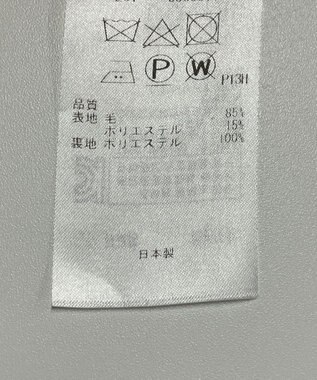 P W P13H
品質
表地 毛 85%
ポリエステル 15%
裏地 ポリエステル 100%
日本製